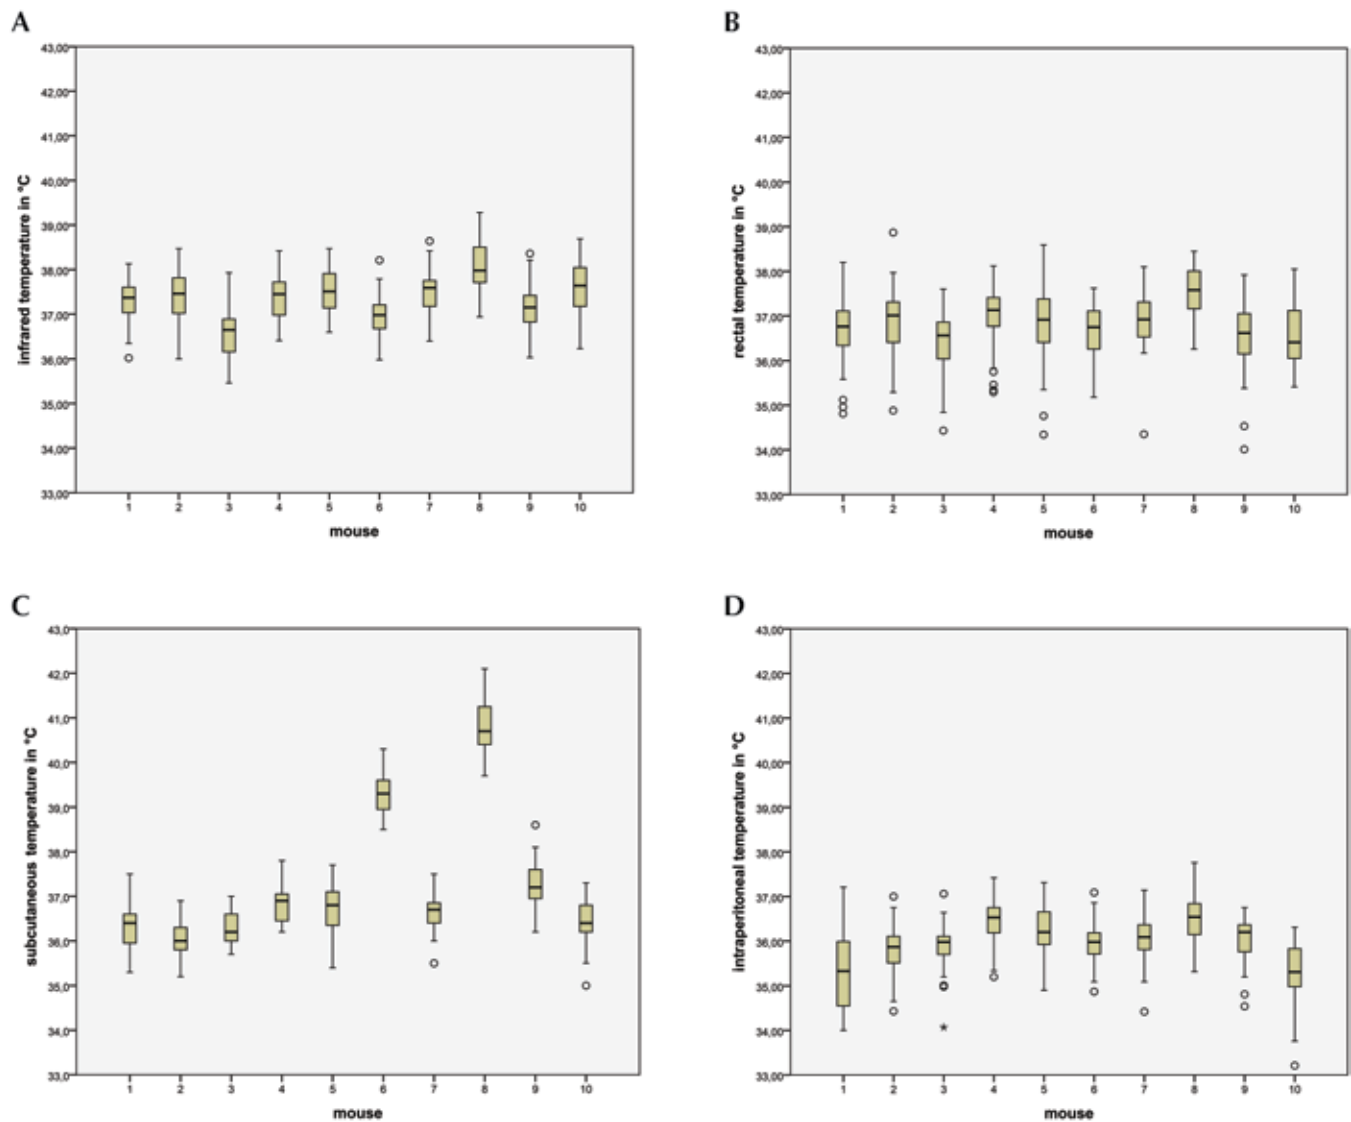 A
infrared temperature in °C
43,00
42,00
41,00
40,00
39,00
38,00
37,00
36,00
35,00
34,00
33,00
1 2 3 4 5 6 7 8 9 10
mouse
B
rectal temperature in °C
43,00
42,00
41,00
40,00
39,00
38,00
37,00
36,00
35,00
34,00
33,00
1 2 3 4 5 6 7 8 9 10
mouse
C
subcutaneous temperature in °C
43,0
42,0
41,0
40,0
39,0
38,0
37,0
36,0
35,0
34,0
33,0
1 2 3 4 5 6 7 8 9 10
mouse
D
intraperitoneal temperature in °C
43,00
42,00
41,00
40,00
39,00
38,00
37,00
36,00
35,00
34,00
33,00
1 2 3 4 5 6 7 8 9 10
mouse